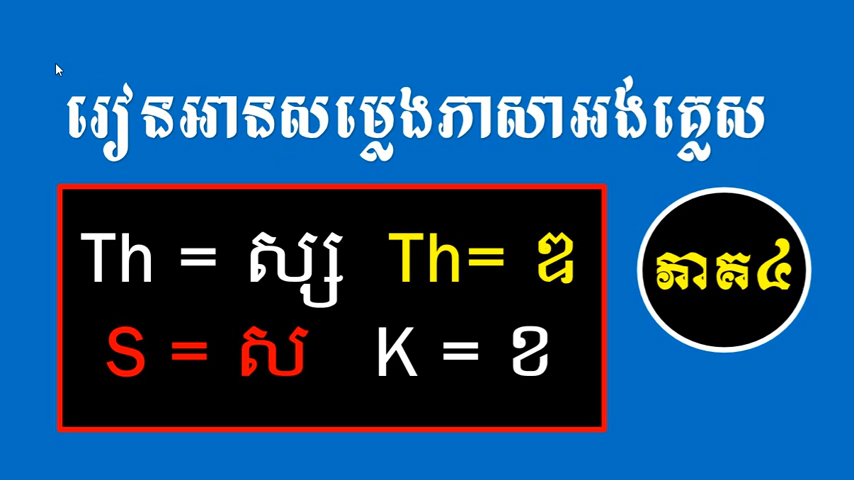 រៀនអានសម្លេងភាសាអង់គ្លេស
Th = ស្ស Th= ឌ
S = ស K = ខ
ភាគ៤